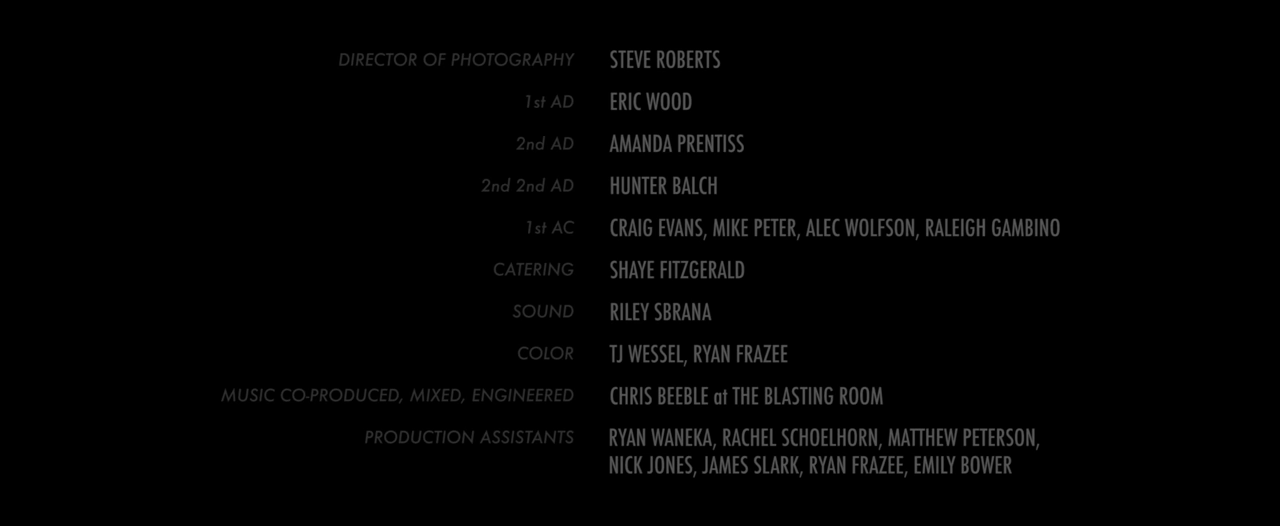 DIRECTOR OF PHOTOGRAPHY STEVE ROBERTS
1st AD ERIC WOOD
2nd AD AMANDA PRENTISS
2nd 2nd AD HUNTER BALCH
1st AC CRAIG EVANS, MIKE PETER, ALEC WOLFSON, RALEIGH GAMBINO
CATERING SHAYE FITZGERALD
SOUND RILEY SBRANA
COLOR TJ WESSEL, RYAN FRAZEE
MUSIC CO-PRODUCED, MIXED, ENGINEERED CHRIS BEEBLE at THE BLASTING ROOM
PRODUCTION ASSISTANTS RYAN WANEKA, RACHEL SCHOELHORN, MATTHEW PETERSON,
NICK JONES, JAMES SLARK, RYAN FRAZEE, EMILY BOWER